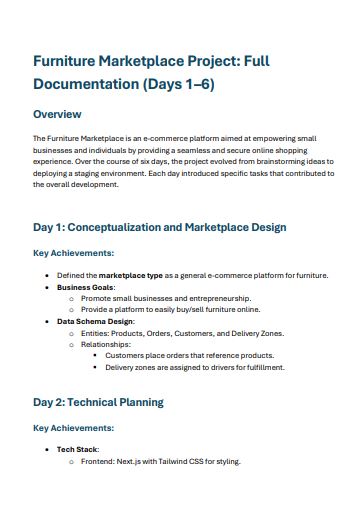 Furniture Marketplace Project: Full
Documentation (Days 1–6)
Overview
The Furniture Marketplace is an e-commerce platform aimed at empowering small
businesses and individuals by providing a seamless and secure online shopping
experience. Over the course of six days, the project evolved from brainstorming ideas to
deploying a staging environment. Each day introduced specific tasks that contributed to
the overall development.
Day 1: Conceptualization and Marketplace Design
Key Achievements:
• Defined the marketplace type as a general e-commerce platform for furniture.
• Business Goals:
o Promote small businesses and entrepreneurship.
o Provide a platform to easily buy/sell furniture online.
• Data Schema Design:
o Entities: Products, Orders, Customers, and Delivery Zones.
o Relationships:
▪ Customers place orders that reference products.
▪ Delivery zones are assigned to drivers for fulfillment.
Day 2: Technical Planning
Key Achievements:
• Tech Stack:
o Frontend: Next.js with Tailwind CSS for styling.